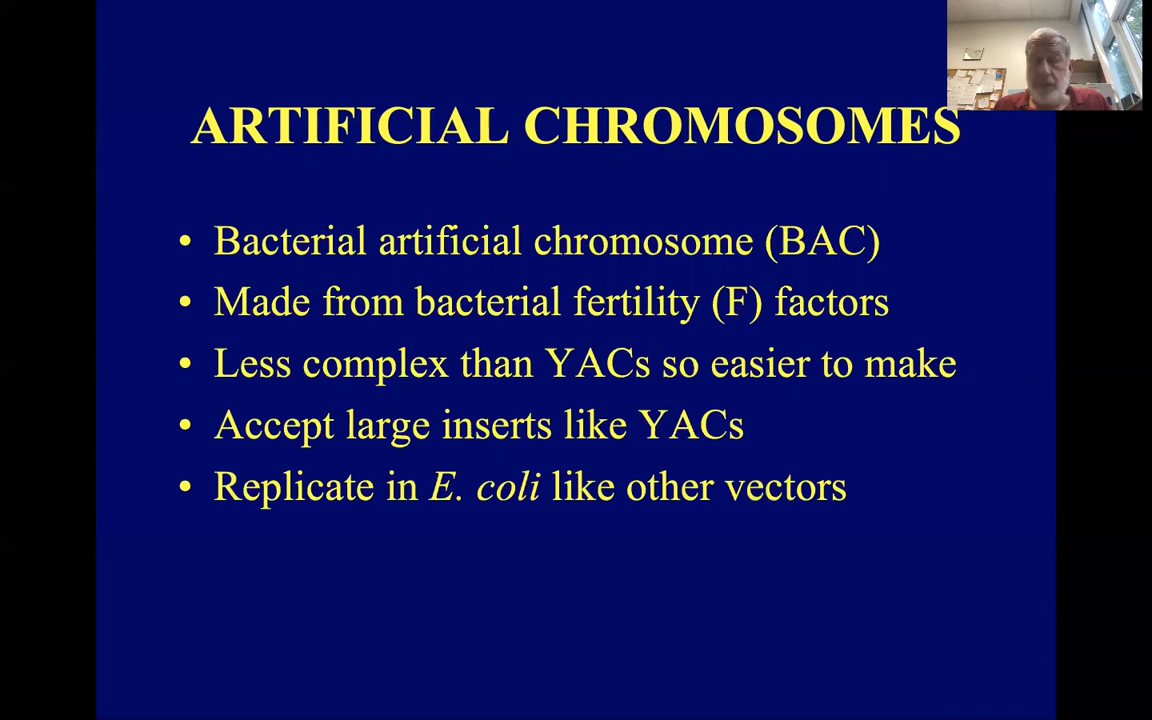 ARTIFICIAL CHROMOSOMES
• Bacterial artificial chromosome (BAC)
• Made from bacterial fertility (F) factors
• Less complex than YACs so easier to make
• Accept large inserts like YACs
• Replicate in E. coli like other vectors